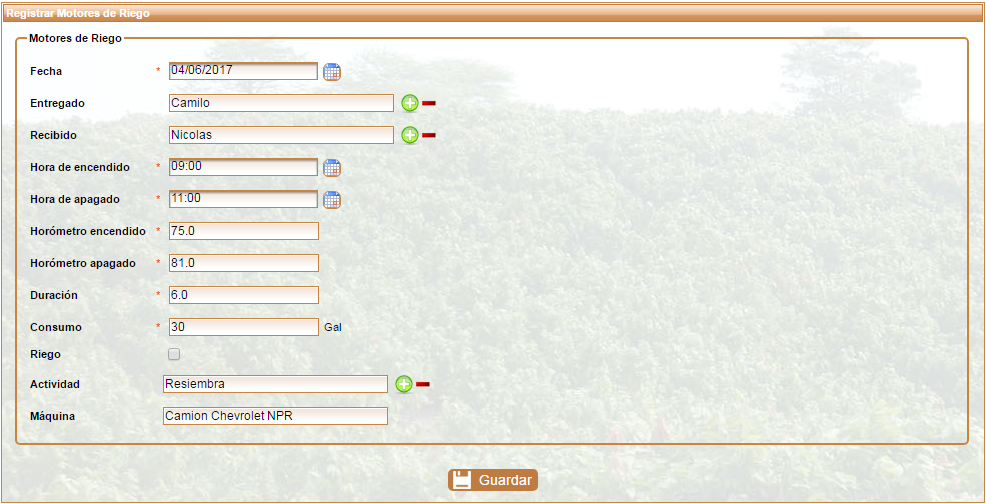 Registrar Motores de Riego
Motores de Riego
Fecha * 04/06/2017
Entregado Camilo
Recibido Nicolas
Hora de encendido * 09:00
Hora de apagado * 11:00
Horómetro encendido * 75.0
Horómetro apagado * 81.0
Duración * 6.0
Consumo * 30 Gal
Riego
Actividad Resiembra
Máquina Camion Chevrolet NPR
Guardar